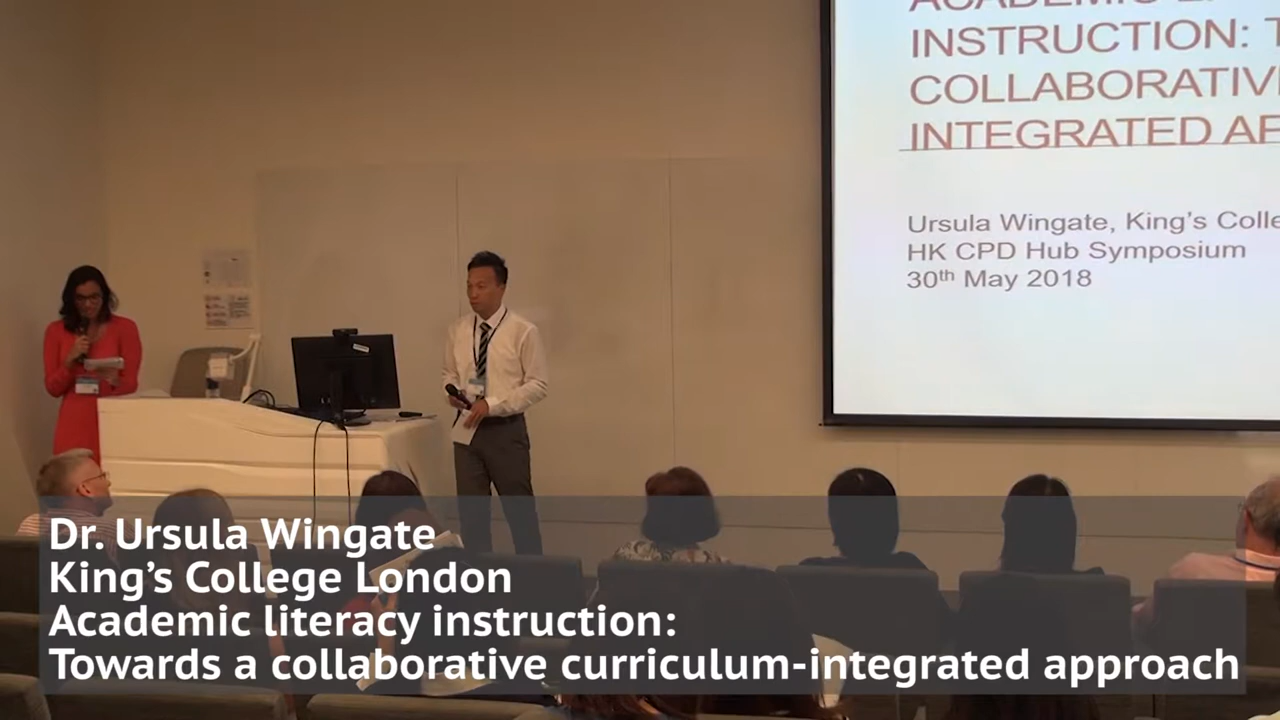 INSTRUCTION:
COLLABORATIV
INTEGRATED
Ursula Wingate, King's Colle
HK CPD Hub Symposium
30th May 2018
Dr. Ursula Wingate
King's College London
Academic literacy instruction:
Towards a collaborative curriculum-integrated approach